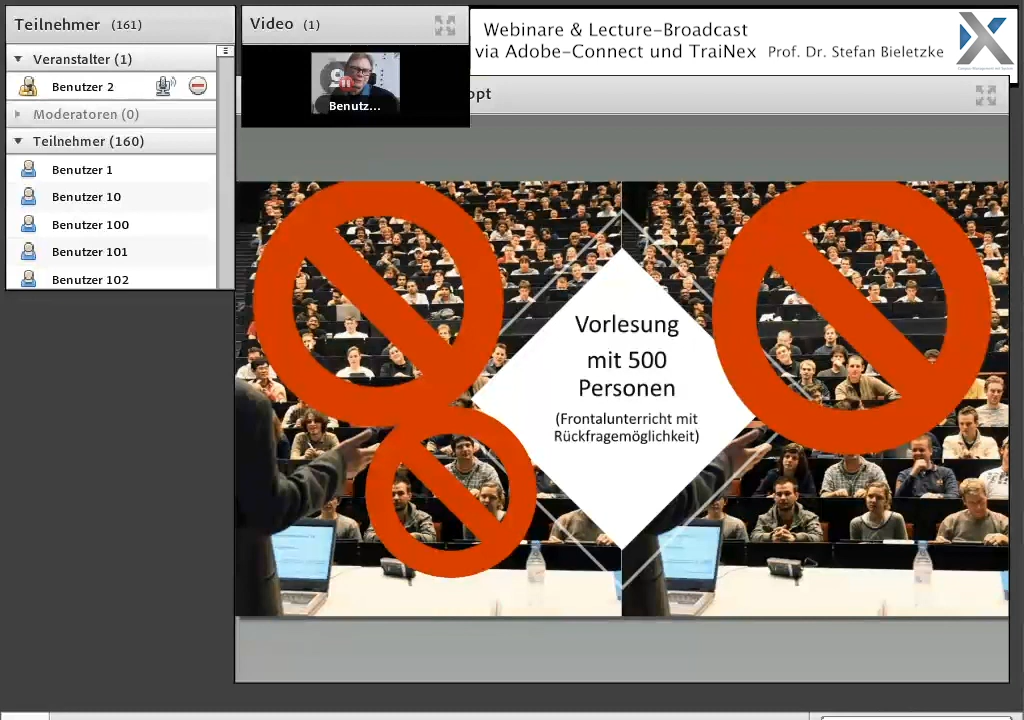 Teilnehmer (161)
Veranstalter (1)
Benutzer 2
Moderatoren (0)
Teilnehmer (160)
Benutzer 1
Benutzer 10
Benutzer 100
Benutzer 101
Benutzer 102
Video (1)
Benutz...
Webinare & Lecture-Broadcast
via Adobe-Connect und TraiNex Prof. Dr. Stefan Bieletzke
opt
Vorlesung
mit 500
Personen
(Frontalunterricht mit
Rückfragemöglichkeit)